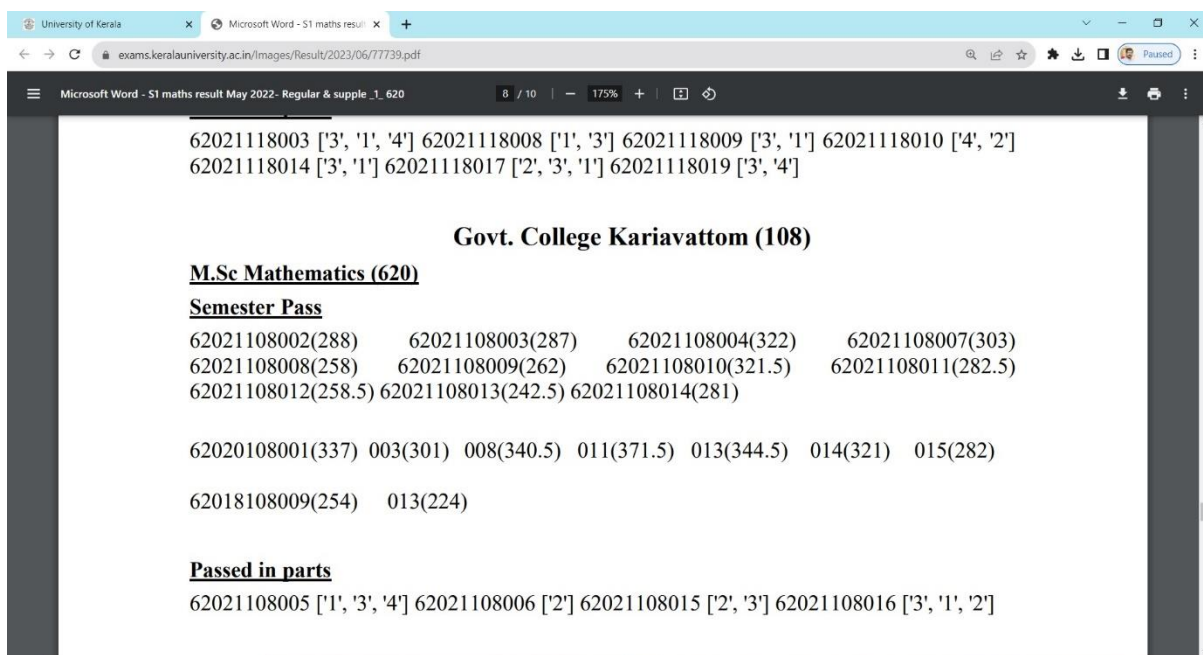 University of Kerala
Microsoft Word - S1 maths resul
exams.keralauniversity.ac.in/Images/Result/2023/06/77739.pdf
Paused
Microsoft Word - S1 maths result May 2022- Regular & supple _1_ 620
8 / 10
175%
62021118003 ['3', '1', '4'] 62021118008 ['1', '3'] 62021118009 ['3', '1'] 62021118010 ['4', '2']
62021118014 ['3', '1'] 62021118017 ['2', '3', '1'] 62021118019 ['3', '4']
Govt. College Kariavattom (108)
M.Sc Mathematics (620)
Semester Pass
62021108002(288) 62021108003(287) 62021108004(322) 62021108007(303)
62021108008(258) 62021108009(262) 62021108010(321.5) 62021108011(282.5)
62021108012(258.5) 62021108013(242.5) 62021108014(281)
62020108001(337) 003(301) 008(340.5) 011(371.5) 013(344.5) 014(321) 015(282)
62018108009(254) 013(224)
Passed in parts
62021108005 ['1', '3', '4'] 62021108006 ['2'] 62021108015 ['2', '3'] 62021108016 ['3', '1', '2']